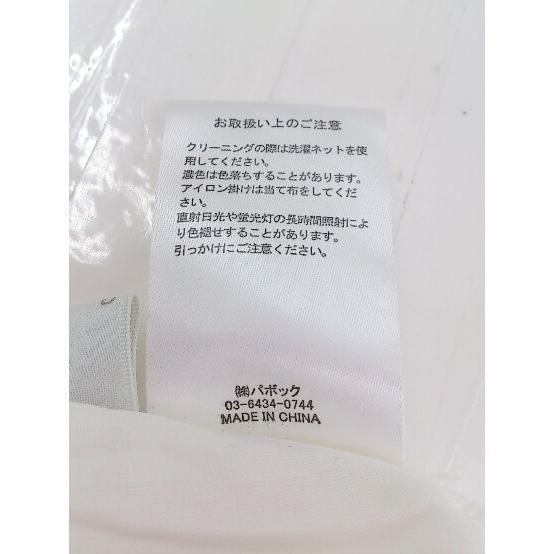 お取扱い上のご注意
クリーニングの際は洗濯ネットを使
用してください。
濃色は色落ちすることがあります。
アイロン掛けは当て布をしてくだ
さい。
直射日光や蛍光灯の長時間照射によ
り色褪せすることがあります。
引っかけにご注意ください。
㈱パボック
03-6434-0744
MADE IN CHINA